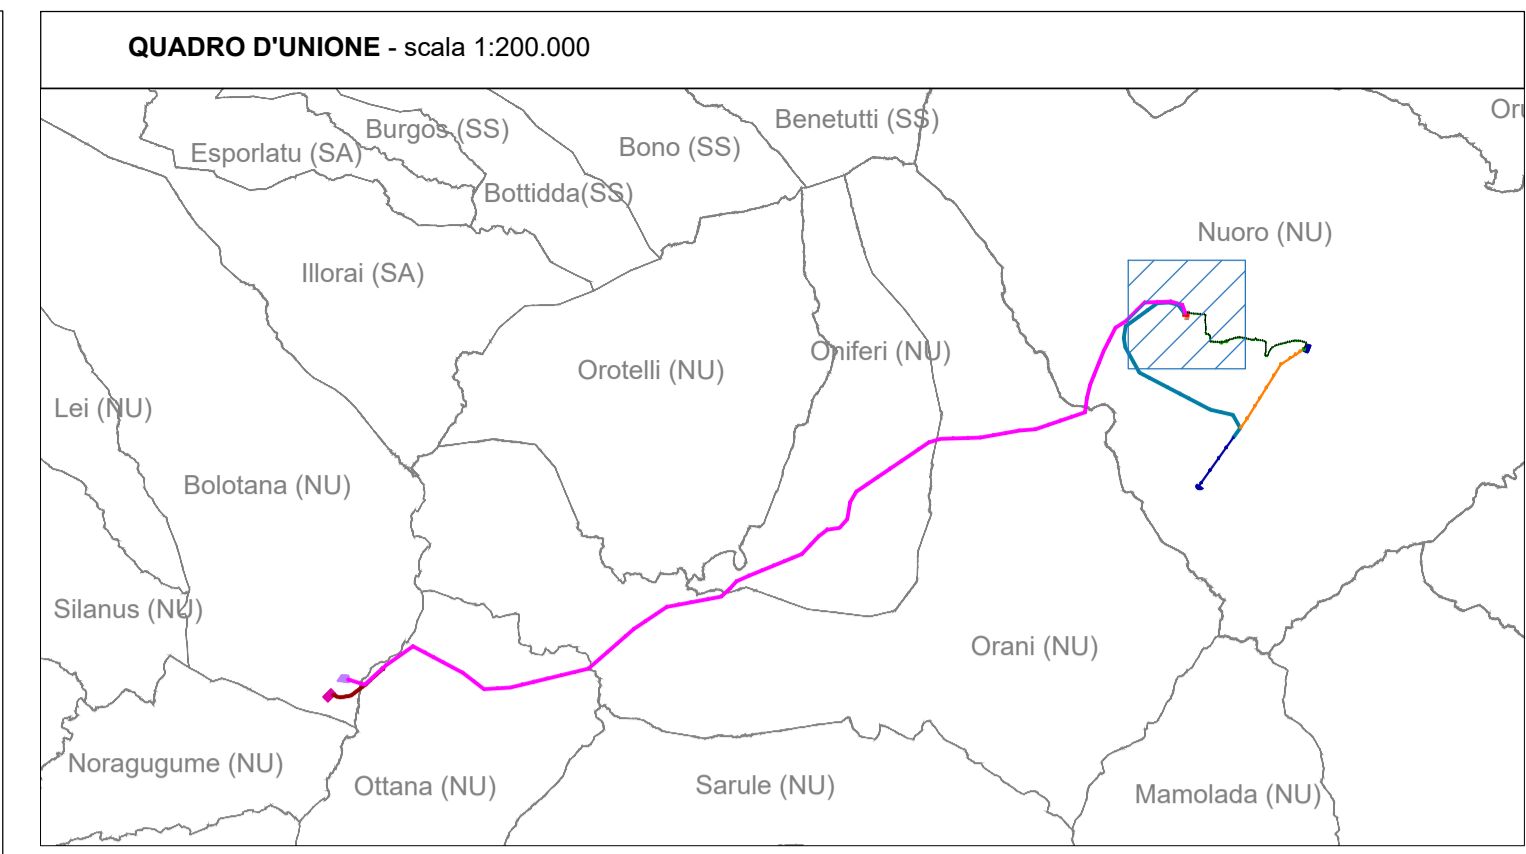 QUADRO D'UNIONE - scala 1:200.000
Oru
Benetutti (SS)
Burgos (SS)
Bono (SS)
Esporlatu (SA)
Bottidda(SS)
Nuoro (NU)
Illorai (SA)
Oniferi (NU)
Orotelli (NU)
Lei (NU)
Bolotana (NU)
Silanus (NU)
Orani (NU)
Noragugume (NU)
Ottana (NU)
Sarule (NU)
Mamolada (NU)